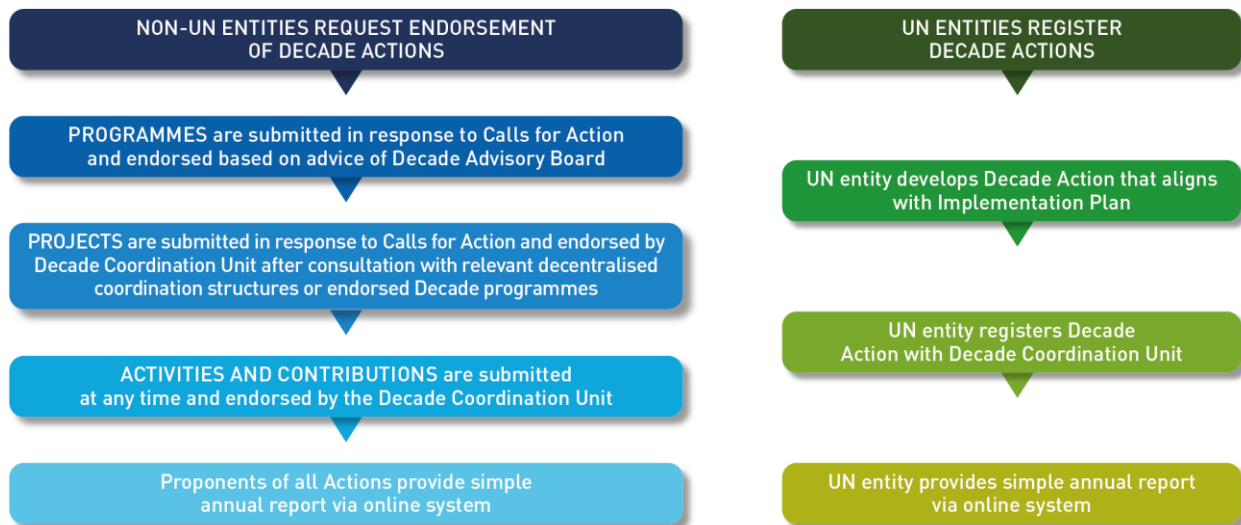 NON-UN ENTITIES REQUEST ENDORSEMENT
OF DECADE ACTIONS
PROGRAMMES are submitted in response to Calls for Action
and endorsed based on advice of Decade Advisory Board
PROJECTS are submitted in response to Calls for Action and endorsed by
Decade Coordination Unit after consultation with relevant decentralised
coordination structures or endorsed Decade programmes
ACTIVITIES AND CONTRIBUTIONS are submitted
at any time and endorsed by the Decade Coordination Unit
Proponents of all Actions provide simple
annual report via online system
UN ENTITIES REGISTER
DECADE ACTIONS
UN entity develops Decade Action that aligns
with Implementation Plan
UN entity registers Decade
Action with Decade Coordination Unit
UN entity provides simple annual report
via online system